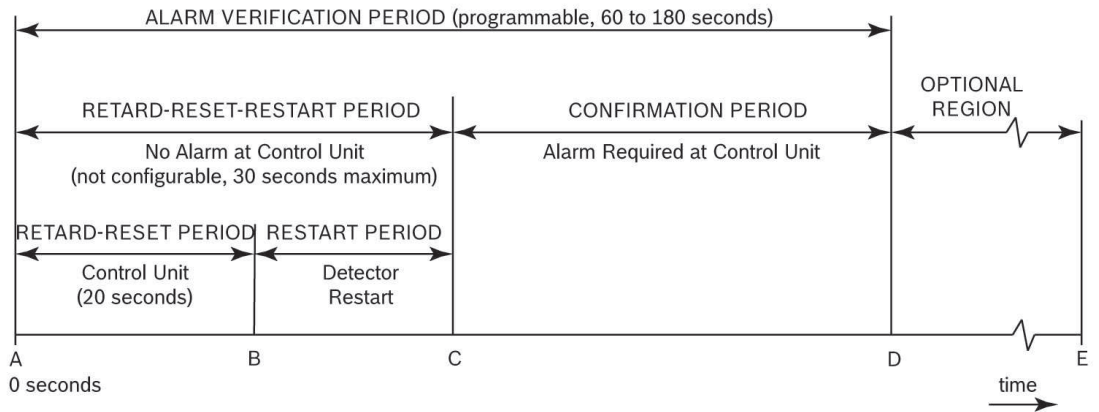 ALARM VERIFICATION PERIOD (programmable, 60 to 180 seconds)
OPTIONAL
REGION
RETARD-RESET-RESTART PERIOD
CONFIRMATION PERIOD
No Alarm at Control Unit
(not configurable, 30 seconds maximum)
Alarm Required at Control Unit
RETARD-RESET PERIOD
RESTART PERIOD
Control Unit
(20 seconds)
Detector
Restart
A
B
C
D
E
0 seconds
time